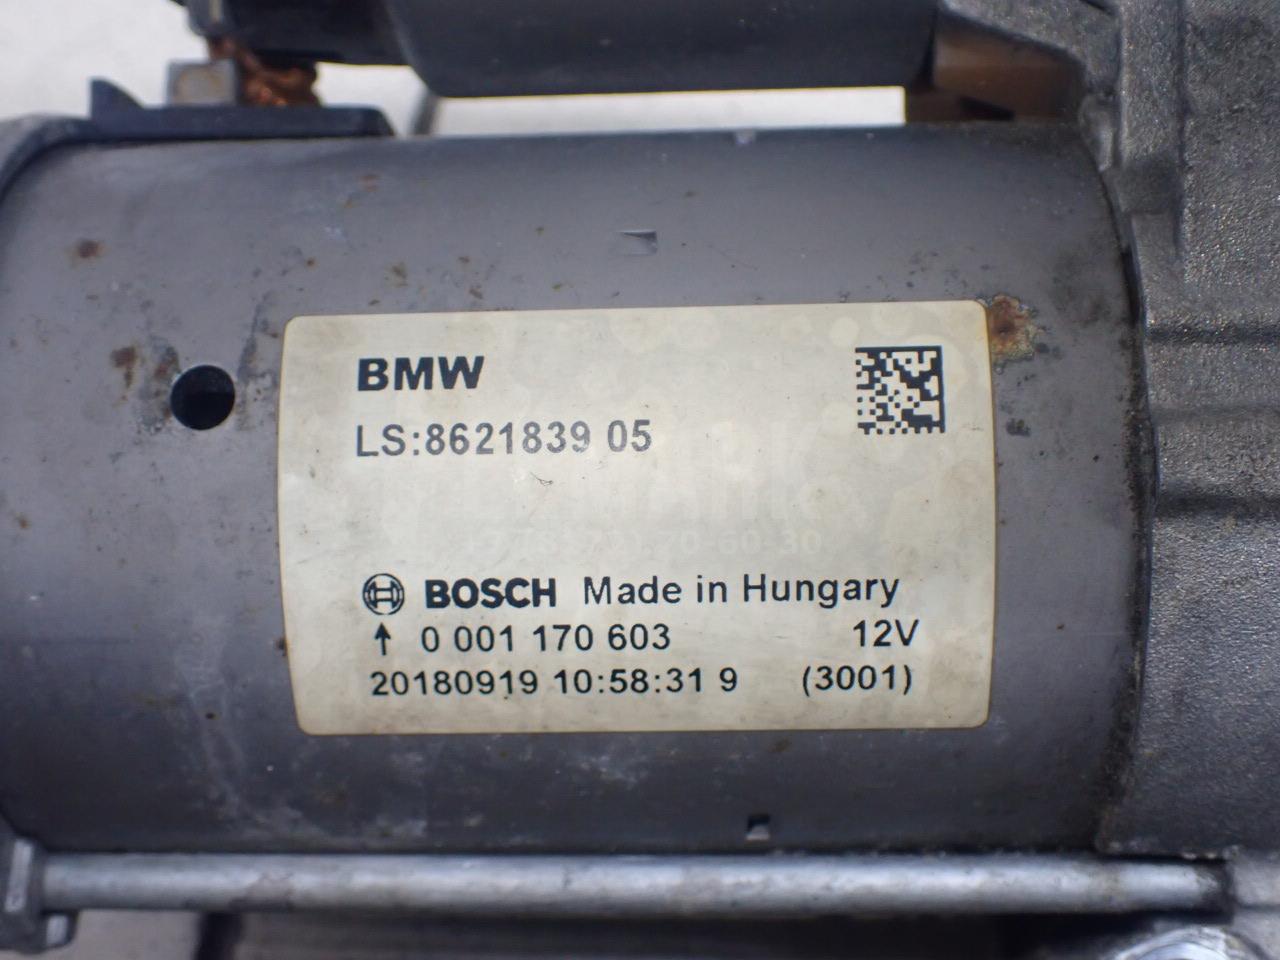 BMW
LS:8621839 05
BOSCH Made in Hungary
↑ 0 001 170 603 12V
20180919 10:58:31 9 (3001)